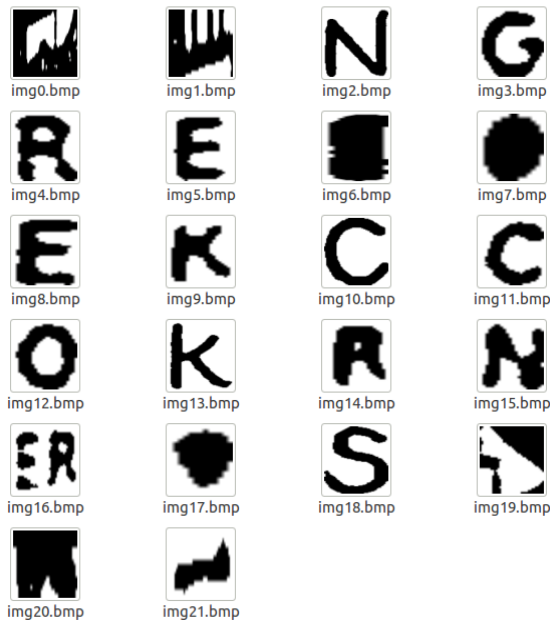 img0.bmp img1.bmp N img2.bmp G img3.bmp
R img4.bmp E img5.bmp img6.bmp img7.bmp
E img8.bmp K img9.bmp C img10.bmp C img11.bmp
O img12.bmp K img13.bmp R img14.bmp N img15.bmp
ER img16.bmp img17.bmp S img18.bmp img19.bmp
img20.bmp img21.bmp